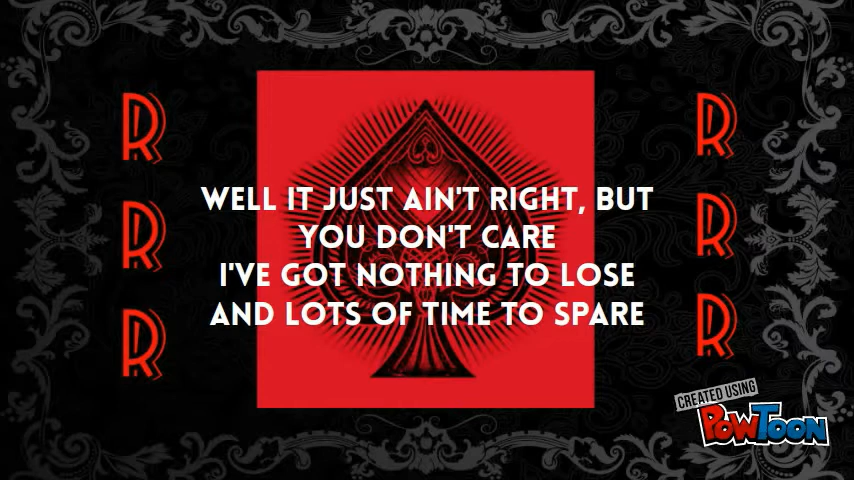 R
R
R
WELL IT JUST AIN'T RIGHT, BUT
YOU DON'T CARE
I'VE GOT NOTHING TO LOSE
AND LOTS OF TIME TO SPARE
R
R
R
CREATED USING
POWTOON